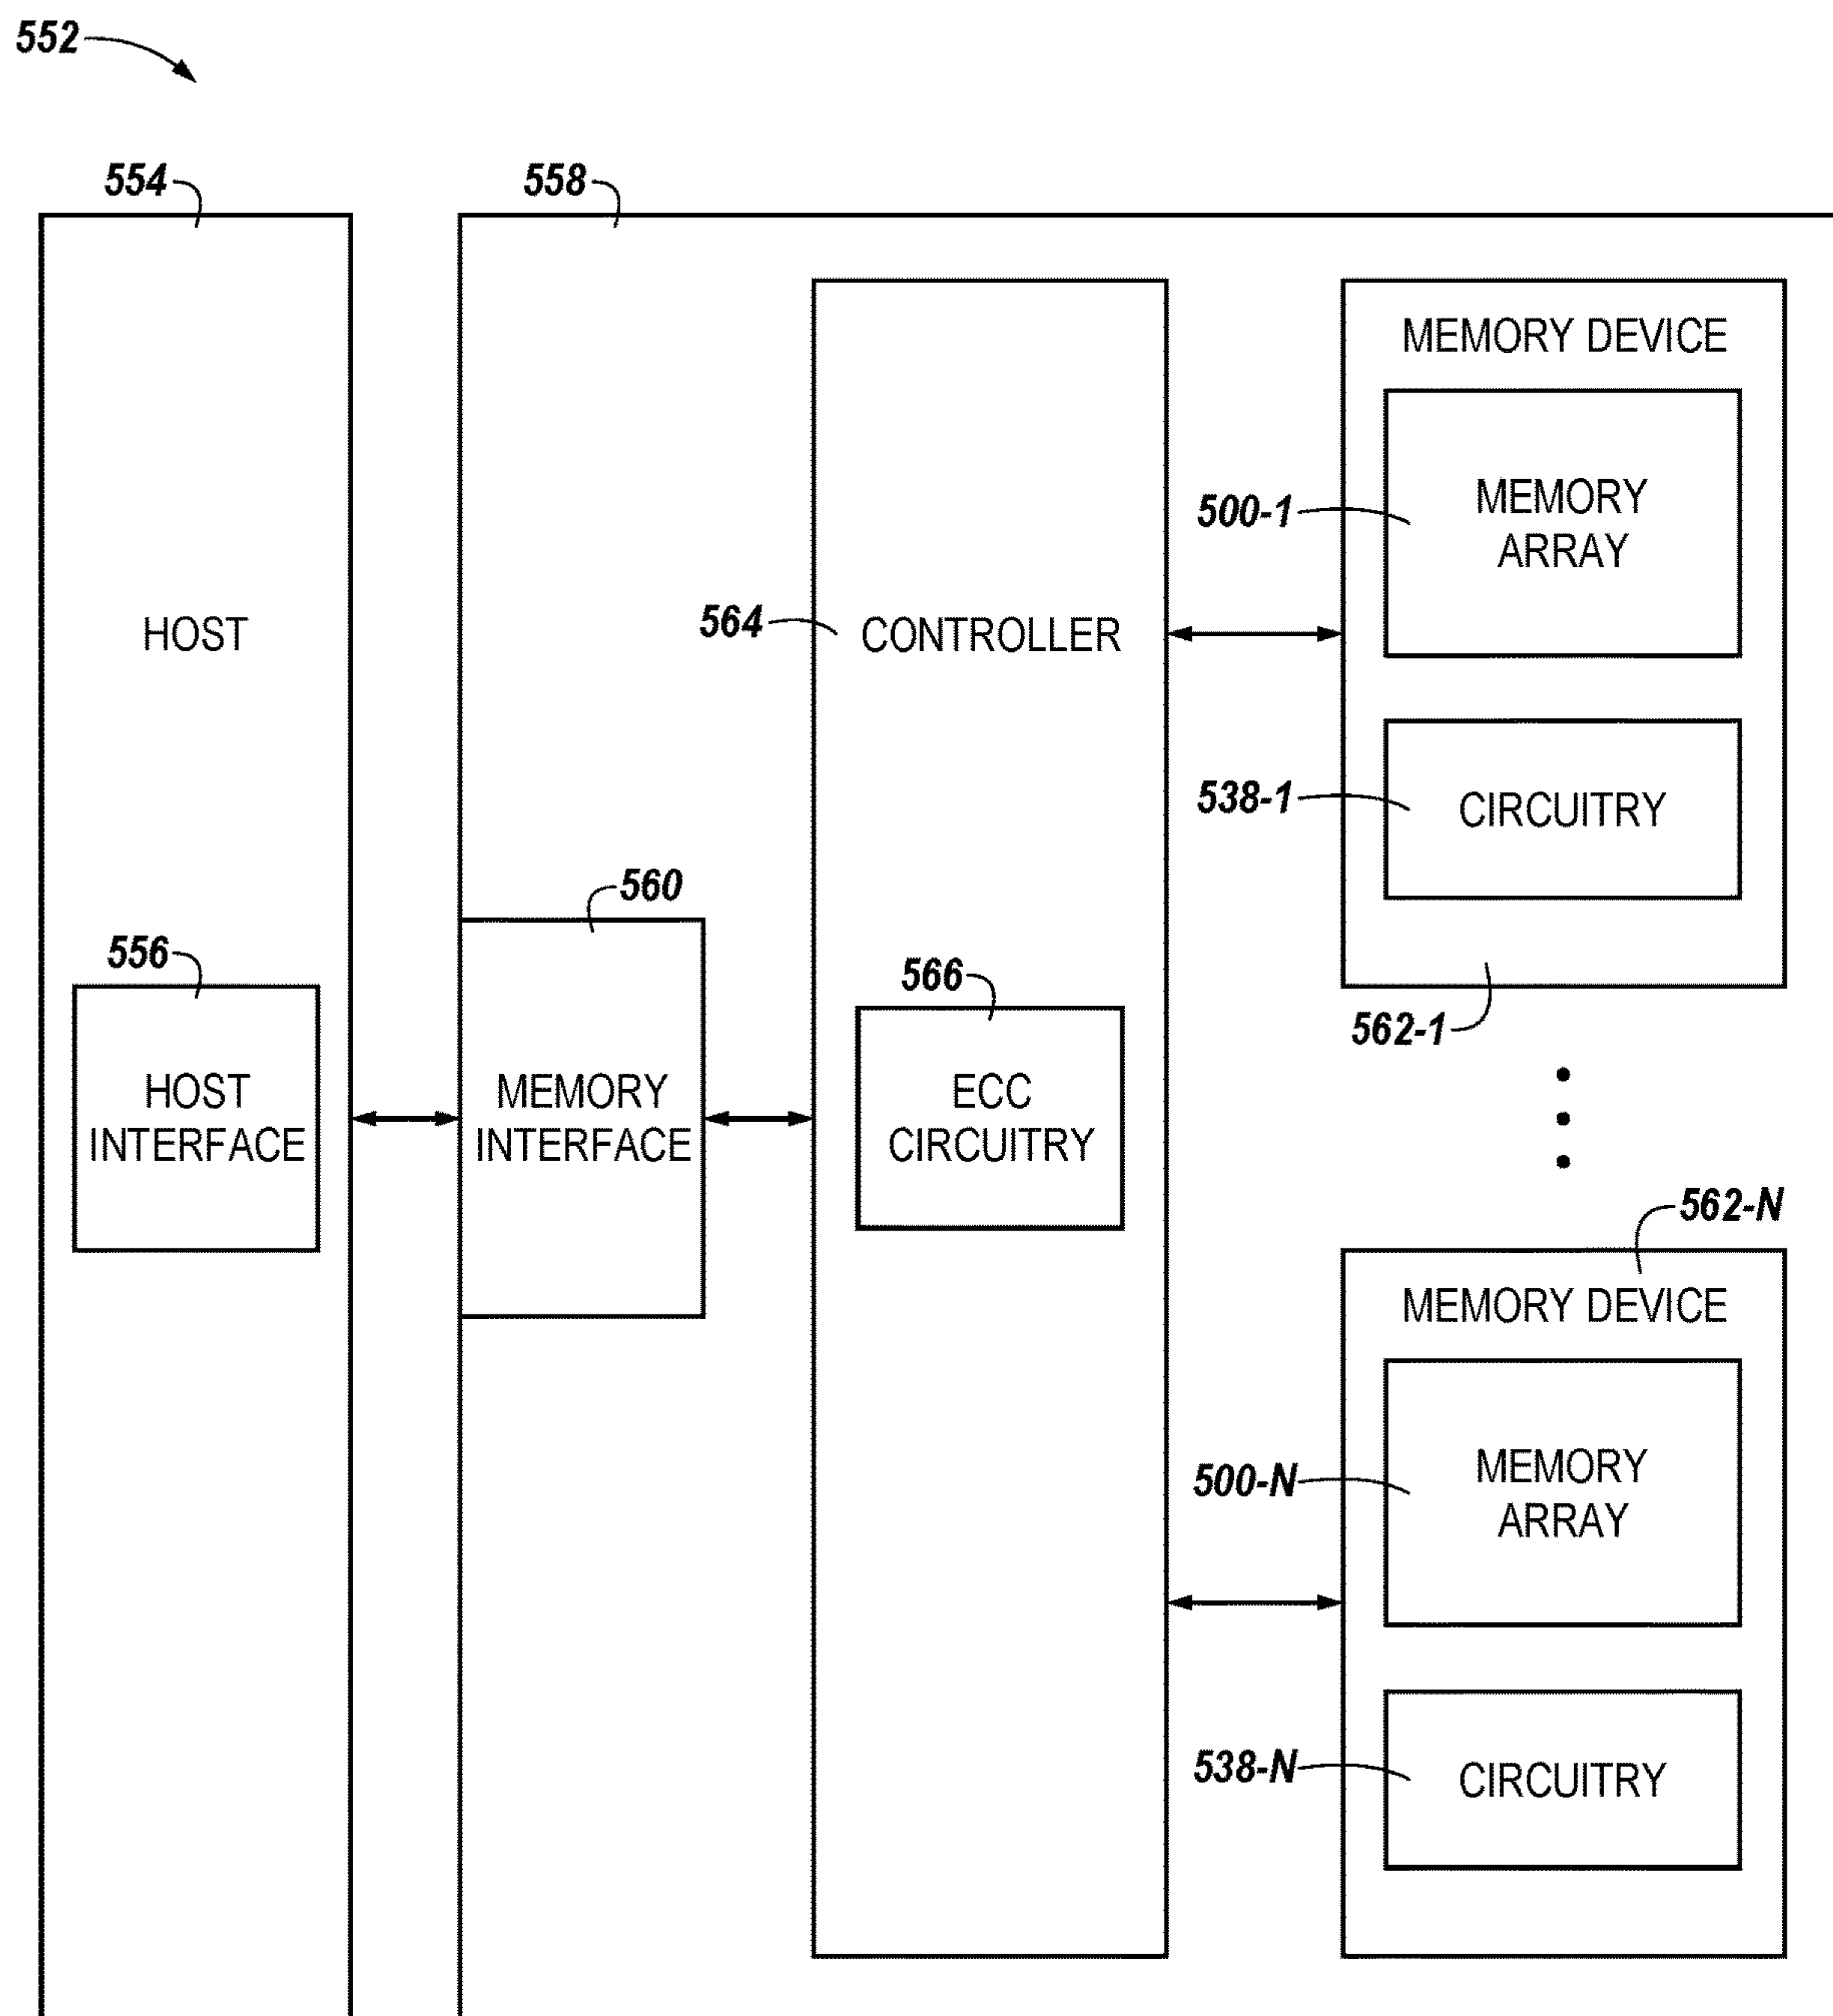 552
554
558
MEMORY DEVICE
500-1
MEMORY
ARRAY
564
HOST
CONTROLLER
538-1
CIRCUITRY
560
556
566
562-1
HOST
INTERFACE
MEMORY
INTERFACE
ECC
CIRCUITRY
562-N
MEMORY DEVICE
500-N
MEMORY
ARRAY
538-N
CIRCUITRY